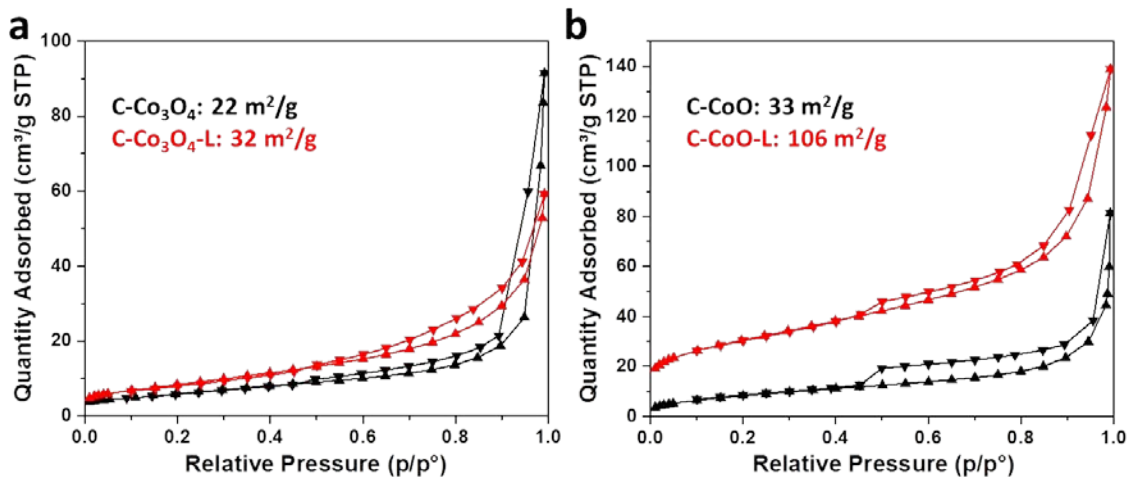 a
100
80
60
40
20
0
0.0
0.2
0.4
0.6
0.8
1.0
Quantity Adsorbed (cm³/g STP)
Relative Pressure (p/p°)
C-Co₃O₄: 22 m²/g
C-Co₃O₄-L: 32 m²/g
b
140
120
100
80
60
40
20
0
0.0
0.2
0.4
0.6
0.8
1.0
Quantity Adsorbed (cm³/g STP)
Relative Pressure (p/p°)
C-CoO: 33 m²/g
C-CoO-L: 106 m²/g